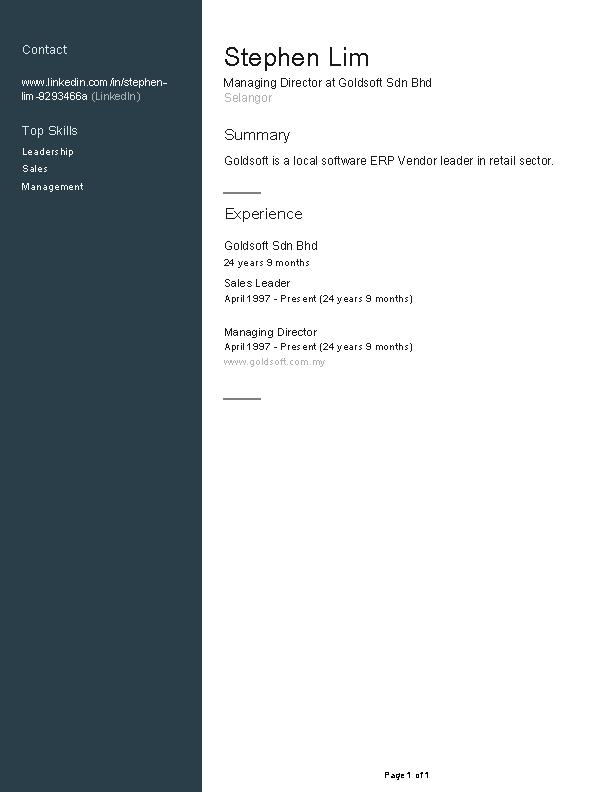 Contact
www.linkedin.com/in/stephen-
lim-9293466a (LinkedIn)
Top Skills
Leadership
Sales
Management
Stephen Lim
Managing Director at Goldsoft Sdn Bhd
Selangor
Summary
Goldsoft is a local software ERP Vendor leader in retail sector.
Experience
Goldsoft Sdn Bhd
24 years 9 months
Sales Leader
April 1997 - Present (24 years 9 months)
Managing Director
April 1997 - Present (24 years 9 months)
www.goldsoft.com.my
Page 1 of 1